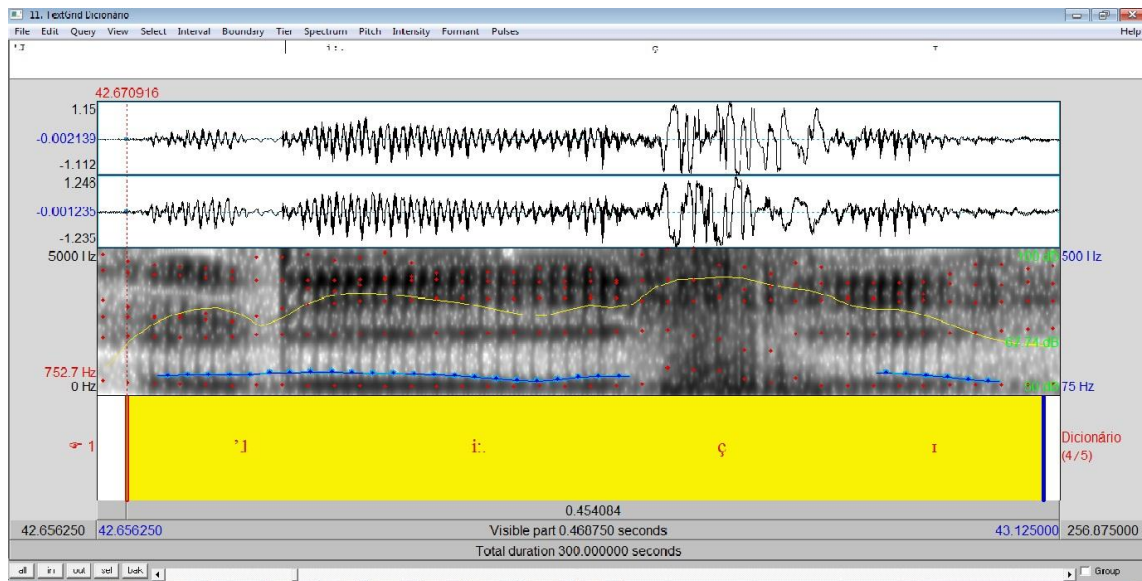 11. TextGrid Dicionário
File Edit Query View Select Interval Boundary Tier Spectrum Pitch Intensity Formant Pulses Help
iː. ç ɪ
42.670916
1.15
-0.002139
-1.112
1.248
-0.001235
-1.235
5000 Hz 500 Hz
752.7 Hz
0 Hz 75 Hz
1 iː. ç ɪ Dicionário
(4/5)
0.454084
42.656250 42.656250 Visible part 0.468750 seconds 43.125000 256.875000
Total duration 300.000000 seconds
all in out sel bak Group